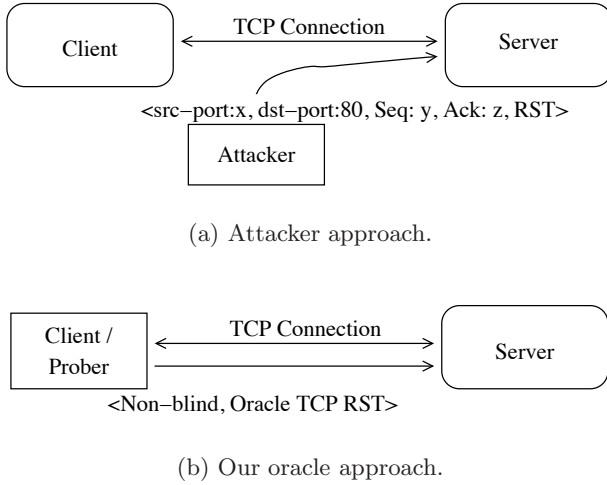 Client
TCP Connection
Server
<src−port:x, dst−port:80, Seq: y, Ack: z, RST>
Attacker
(a) Attacker approach.
Client /
Prober
TCP Connection
Server
<Non−blind, Oracle TCP RST>
(b) Our oracle approach.